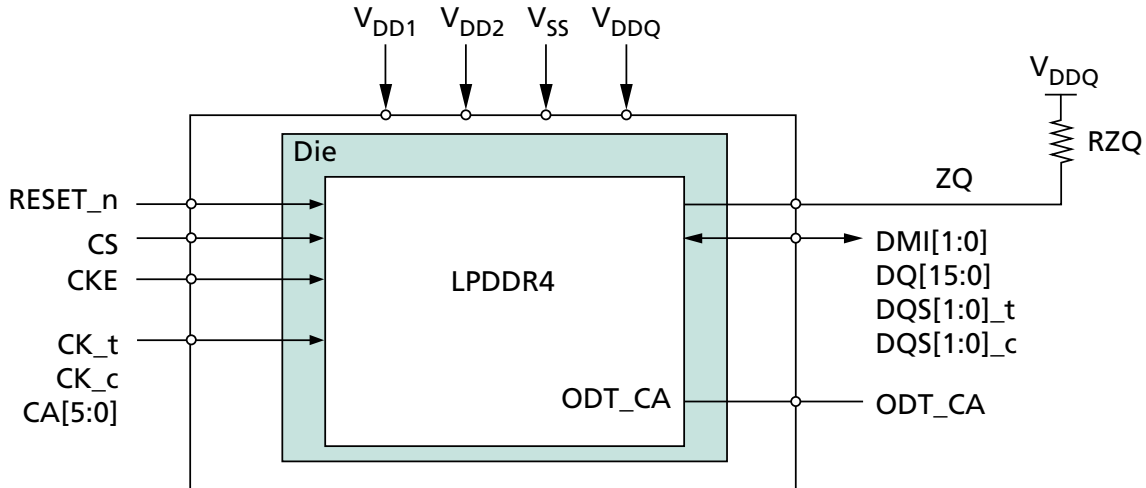 VDD1 VDD2 VSS VDDQ
VDDQ
Die
RZQ
RESET_n
ZQ
CS
DMI[1:0]
CKE
LPDDR4
DQ[15:0]
DQS[1:0]_t
CK_t
DQS[1:0]_c
CK_c
CA[5:0]
ODT_CA
ODT_CA